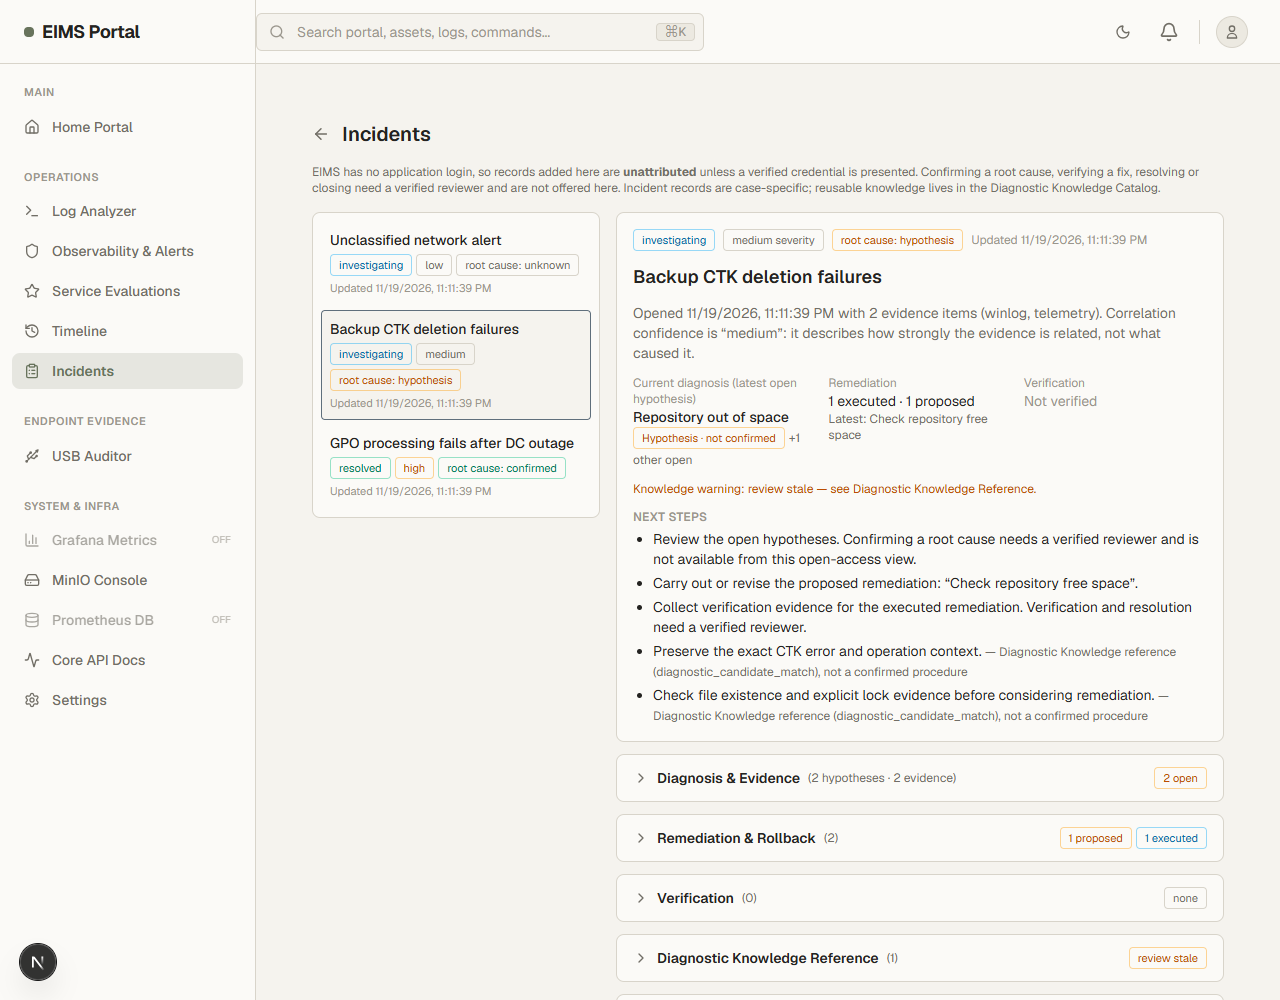 EIMS Portal
Search portal, assets, logs, commands...
⌘K
MAIN
Home Portal
OPERATIONS
Log Analyzer
Observability & Alerts
Service Evaluations
Timeline
Incidents
ENDPOINT EVIDENCE
USB Auditor
SYSTEM & INFRA
Grafana Metrics OFF
MinIO Console
Prometheus DB OFF
Core API Docs
Settings
N
Incidents
EIMS has no application login, so records added here are unattributed unless a verified credential is presented. Confirming a root cause, verifying a fix, resolving or
closing need a verified reviewer and are not offered here. Incident records are case-specific; reusable knowledge lives in the Diagnostic Knowledge Catalog.
Unclassified network alert
investigating low root cause: unknown
Updated 11/19/2026, 11:11:39 PM
Backup CTK deletion failures
investigating medium
root cause: hypothesis
Updated 11/19/2026, 11:11:39 PM
GPO processing fails after DC outage
resolved high root cause: confirmed
Updated 11/19/2026, 11:11:39 PM
investigating medium severity root cause: hypothesis Updated 11/19/2026, 11:11:39 PM
Backup CTK deletion failures
Opened 11/19/2026, 11:11:39 PM with 2 evidence items (winlog, telemetry). Correlation
confidence is “medium”: it describes how strongly the evidence is related, not what
caused it.
Current diagnosis (latest open
hypothesis)
Repository out of space
Hypothesis · not confirmed +1
other open
Remediation
1 executed · 1 proposed
Latest: Check repository free
space
Verification
Not verified
Knowledge warning: review stale — see Diagnostic Knowledge Reference.
NEXT STEPS
• Review the open hypotheses. Confirming a root cause needs a verified reviewer and is
not available from this open-access view.
• Carry out or revise the proposed remediation: “Check repository free space”.
• Collect verification evidence for the executed remediation. Verification and resolution
need a verified reviewer.
• Preserve the exact CTK error and operation context. — Diagnostic Knowledge reference
(diagnostic_candidate_match), not a confirmed procedure
• Check file existence and explicit lock evidence before considering remediation. —
Diagnostic Knowledge reference (diagnostic_candidate_match), not a confirmed procedure
Diagnosis & Evidence (2 hypotheses · 2 evidence) 2 open
Remediation & Rollback (2) 1 proposed 1 executed
Verification (0) none
Diagnostic Knowledge Reference (1) review stale